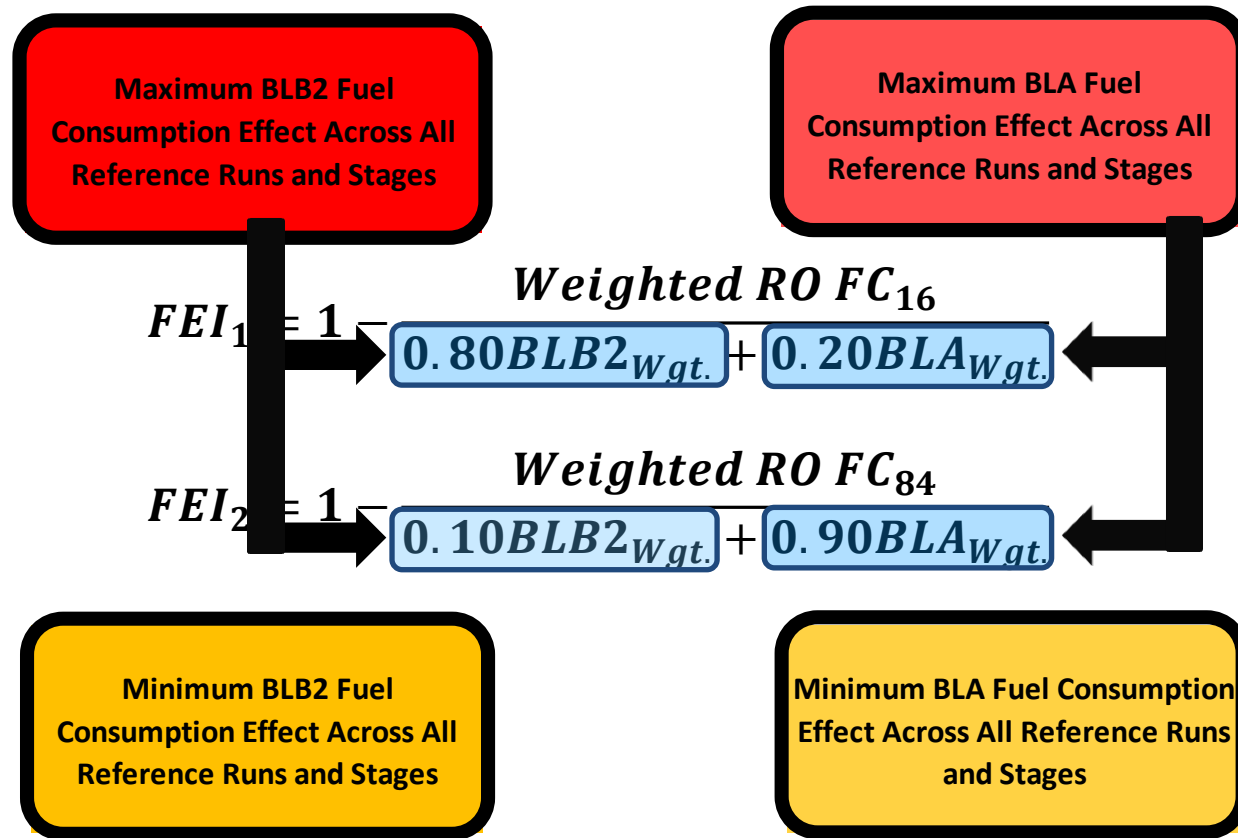 Maximum BLB2 Fuel
Consumption Effect Across All
Reference Runs and Stages
Maximum BLA Fuel
Consumption Effect Across All
Reference Runs and Stages
Weighted RO FC₁₆
FEI₁ = 1 −
0.80BLB2Wgt. + 0.20BLAWgt.
Weighted RO FC₈₄
FEI₂ = 1 −
0.10BLB2Wgt. + 0.90BLAWgt.
Minimum BLB2 Fuel
Consumption Effect Across All
Reference Runs and Stages
Minimum BLA Fuel Consumption
Effect Across All Reference Runs
and Stages